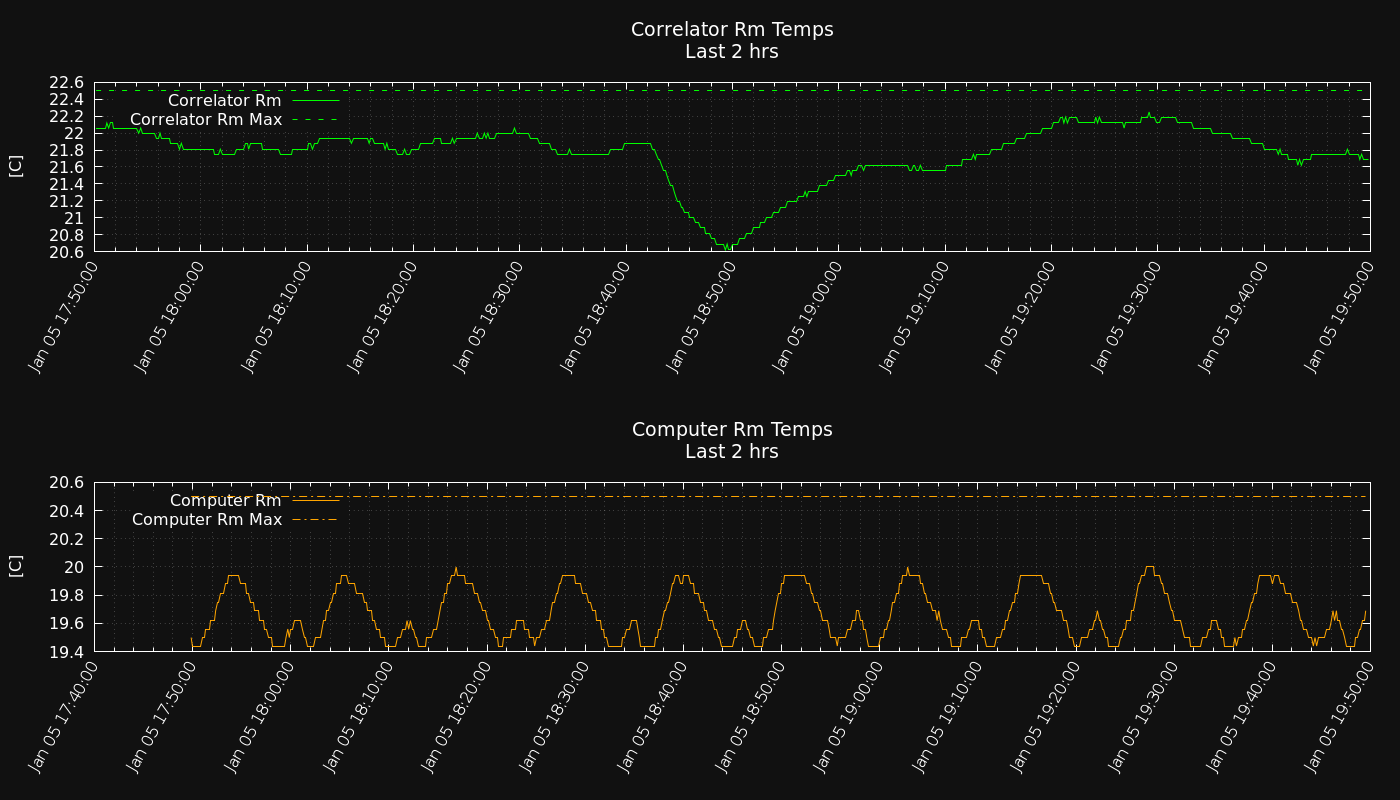 Correlator Rm Temps
Last 2 hrs
22.6
22.4
22.2
22
21.8
21.6
21.4
21.2
21
20.8
20.6
[C]
Correlator Rm
Correlator Rm Max
Jan 05 17:50:00
Jan 05 18:00:00
Jan 05 18:10:00
Jan 05 18:20:00
Jan 05 18:30:00
Jan 05 18:40:00
Jan 05 18:50:00
Jan 05 19:00:00
Jan 05 19:10:00
Jan 05 19:20:00
Jan 05 19:30:00
Jan 05 19:40:00
Jan 05 19:50:00
Computer Rm Temps
Last 2 hrs
20.6
20.4
20.2
20
19.8
19.6
19.4
[C]
Computer Rm
Computer Rm Max
Jan 05 17:40:00
Jan 05 17:50:00
Jan 05 18:00:00
Jan 05 18:10:00
Jan 05 18:20:00
Jan 05 18:30:00
Jan 05 18:40:00
Jan 05 18:50:00
Jan 05 19:00:00
Jan 05 19:10:00
Jan 05 19:20:00
Jan 05 19:30:00
Jan 05 19:40:00
Jan 05 19:50:00